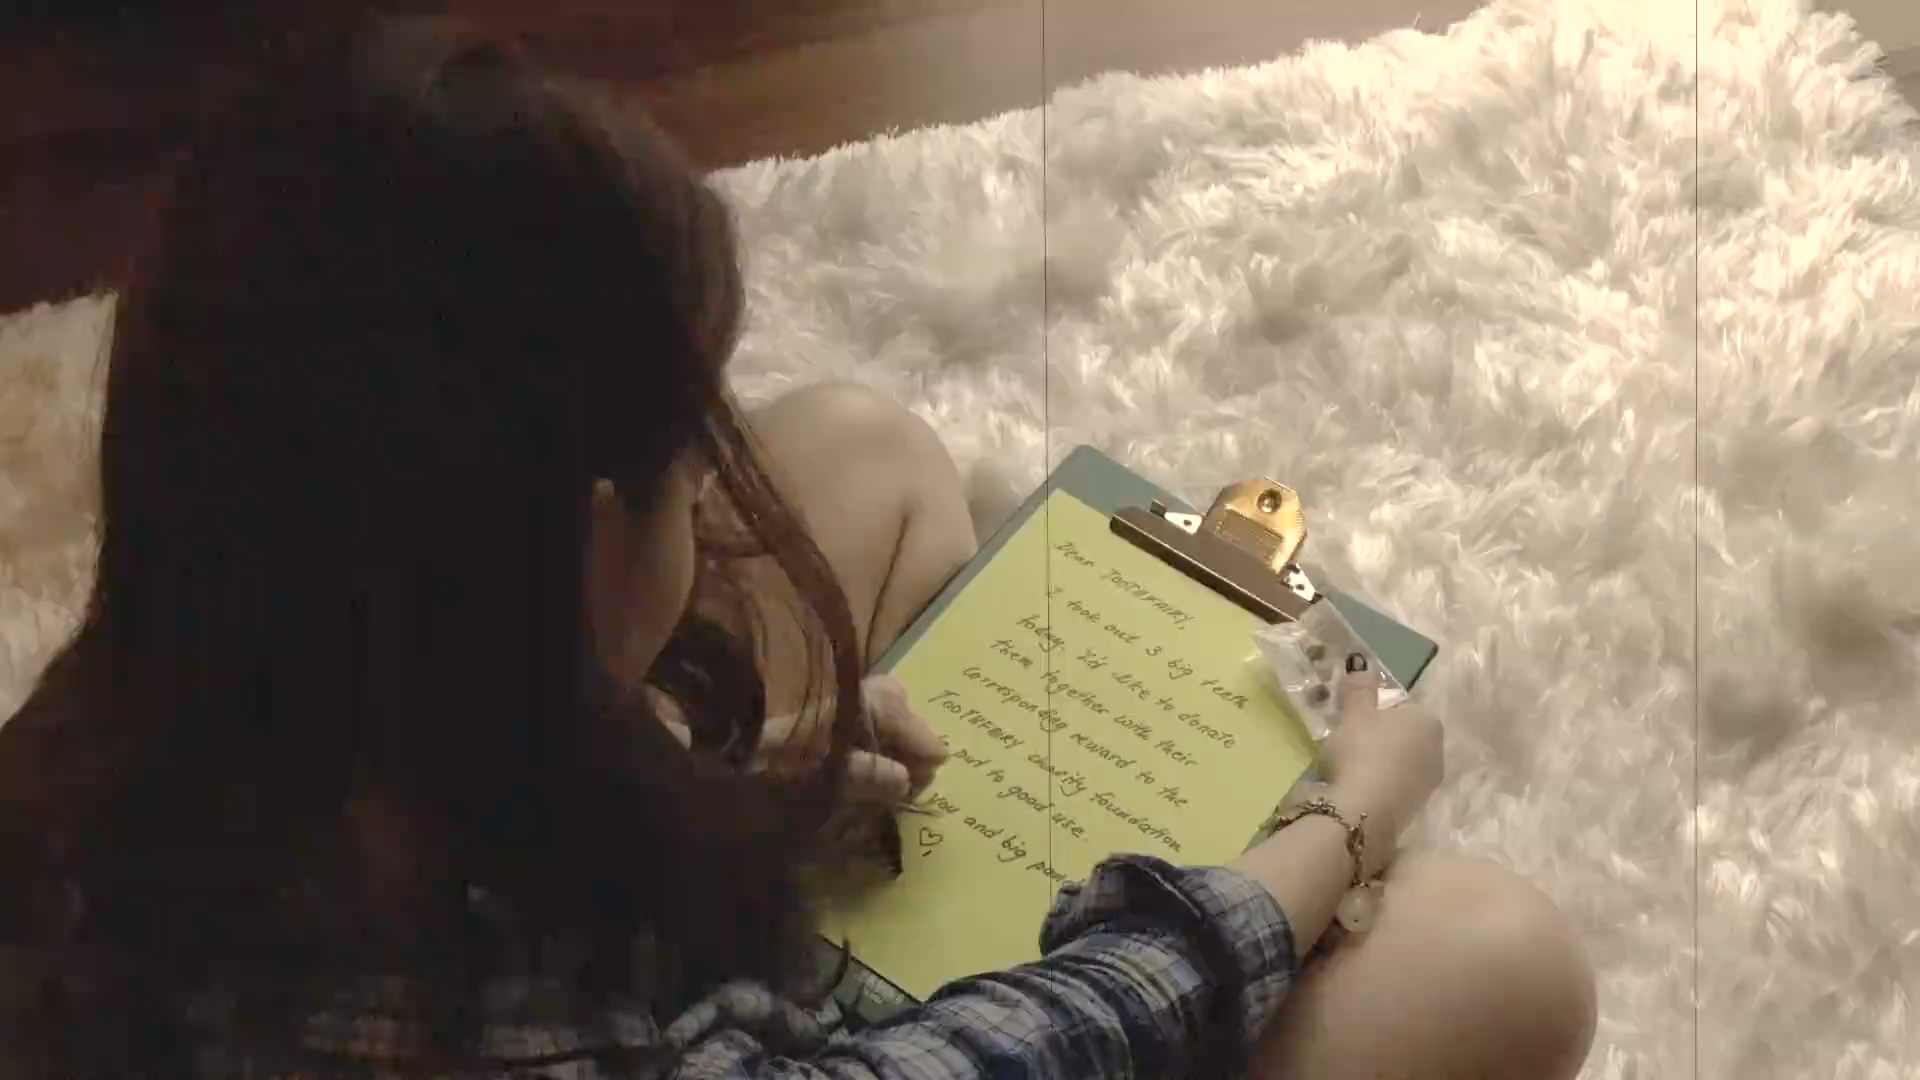 Dear TOOTHFAIRY,
I took out 3 big teeth
today. I'd like to donate
them together with their
corresponding reward to the
TOOTHFAIRY charity foundation
put to good use.
you and big
♡,